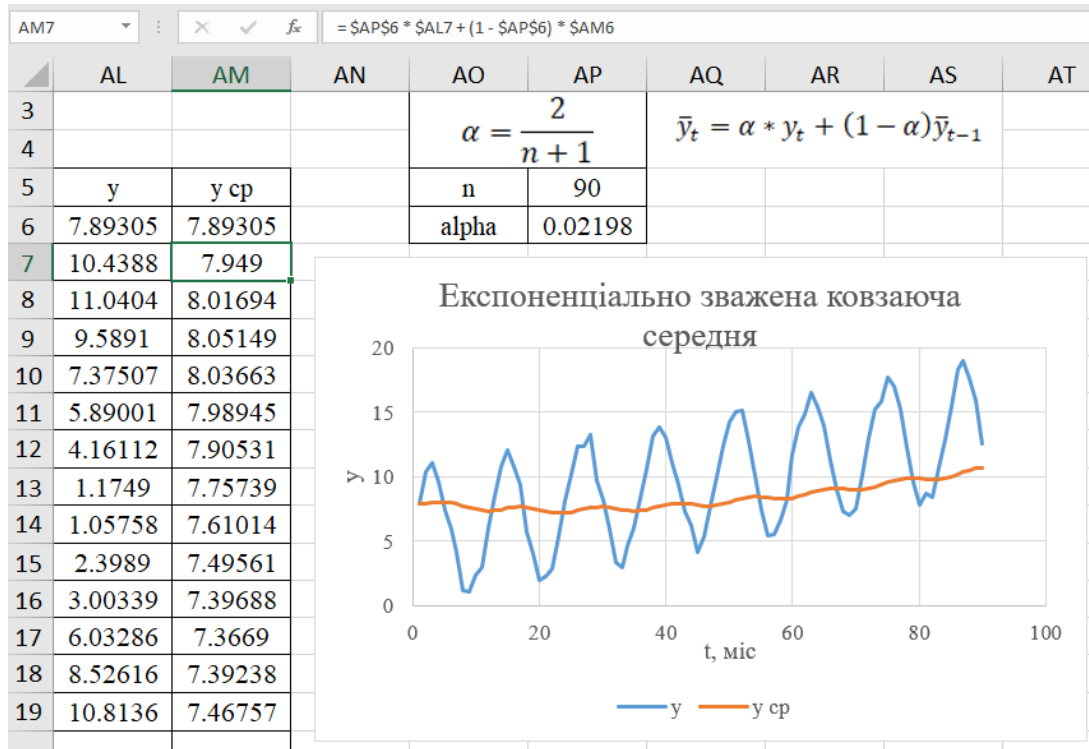 AM7 fx = $AP$6 * $AL7 + (1 - $AP$6) * $AM6
AL AM AN AO AP AQ AR AS AT
3
4
α = 2 / (n + 1)
ȳₜ = α * yₜ + (1 − α)ȳₜ₋₁
5 y y cp n 90
6 7.89305 7.89305 alpha 0.02198
7 10.4388 7.949
8 11.0404 8.01694
9 9.5891 8.05149
10 7.37507 8.03663
11 5.89001 7.98945
12 4.16112 7.90531
13 1.1749 7.75739
14 1.05758 7.61014
15 2.3989 7.49561
16 3.00339 7.39688
17 6.03286 7.3669
18 8.52616 7.39238
19 10.8136 7.46757
Експоненціально зважена ковзаюча
середня
20
15
10
5
0
y
0 20 40 60 80 100
t, міс
y y cp